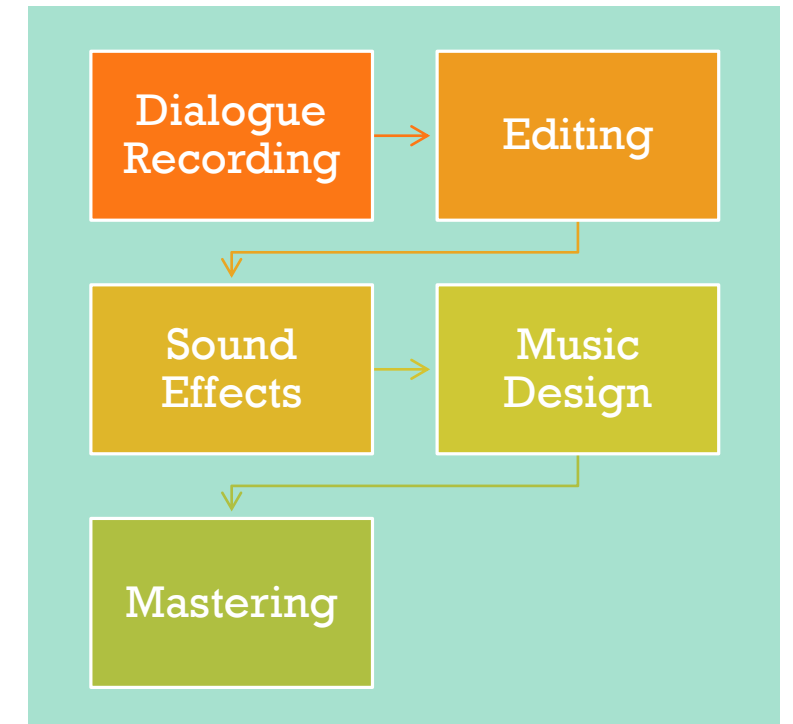 Dialogue
Recording
Editing
Sound
Effects
Music
Design
Mastering